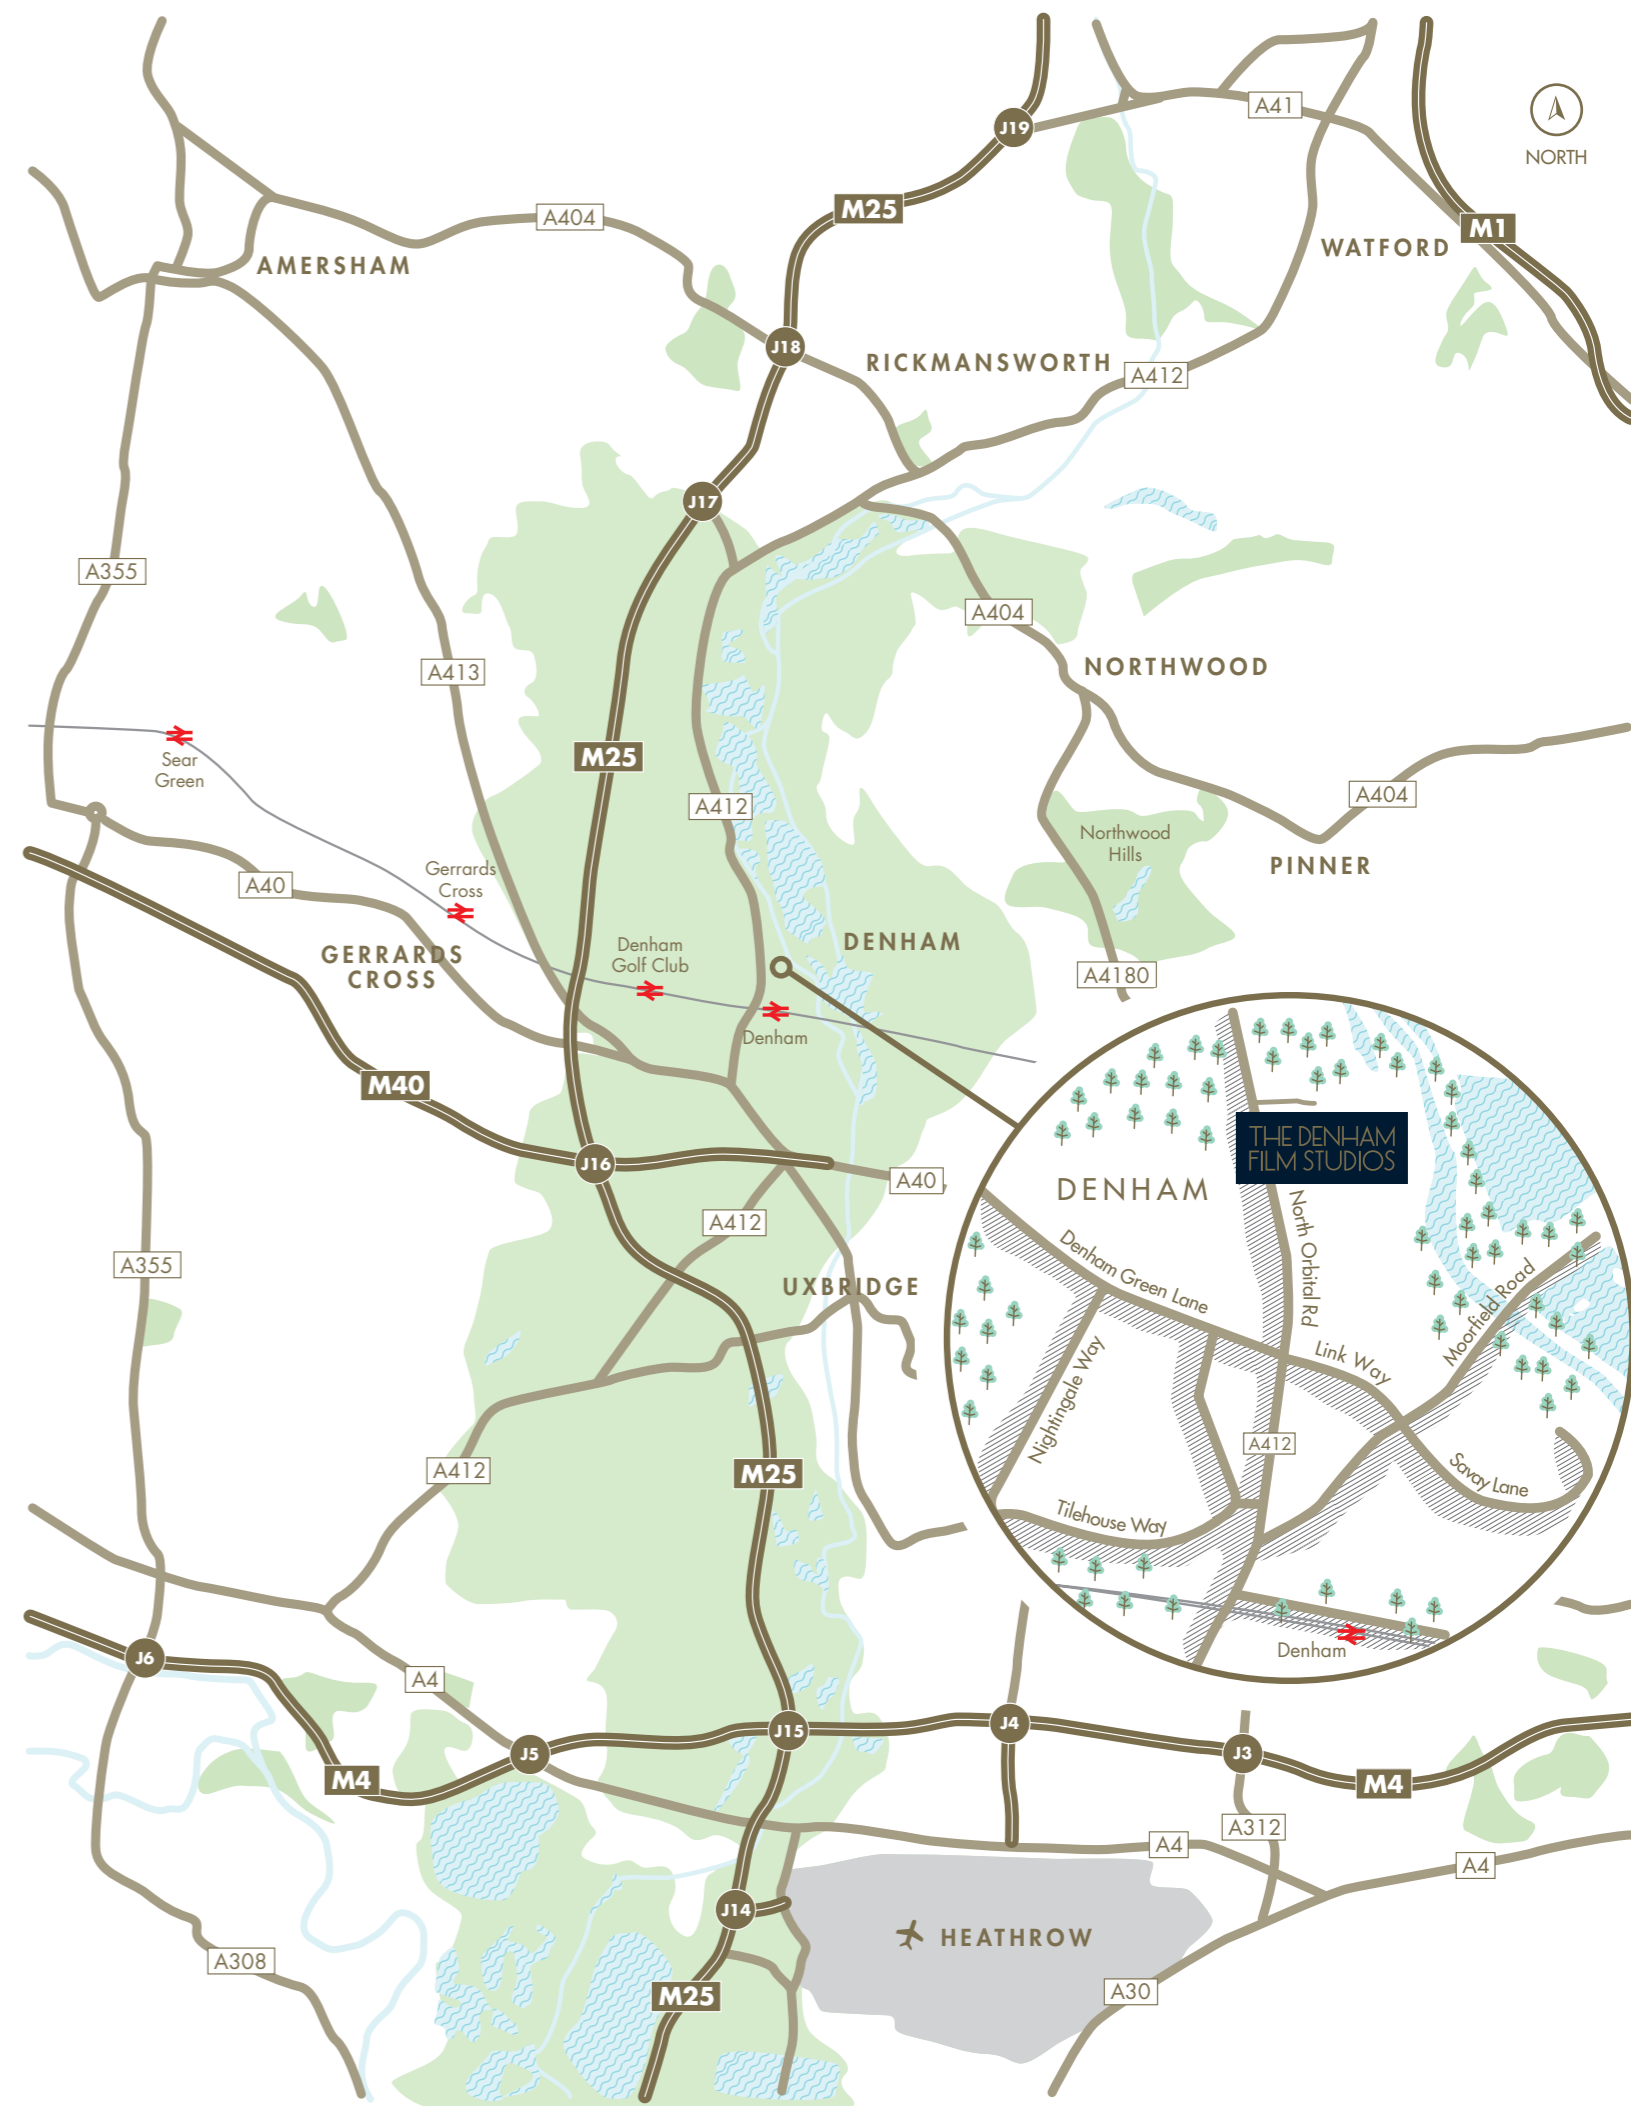 J19
A41
NORTH
M25
A404
M1
WATFORD
AMERSHAM
J18
RICKMANSWORTH
A412
J17
A355
A404
A413
NORTHWOOD
Sear
Green
M25
A412
A404
Northwood
Hills
PINNER
A40
Gerrards
Cross
GERRARDS
CROSS
Denham
Golf Club
DENHAM
A4180
Denham
M40
THE DENHAM
FILM STUDIOS
J16
A40
DENHAM
A412
North Orbital Rd
A355
Denham Green Lane
UXBRIDGE
Moorfield Road
Link Way
Nightingale Way
A412
A412
M25
Savay Lane
Tilehouse Way
Denham
J6
A4
J15
J4
J5
J3
M4
M4
A312
A4
A4
J14
HEATHROW
A308
A30
M25